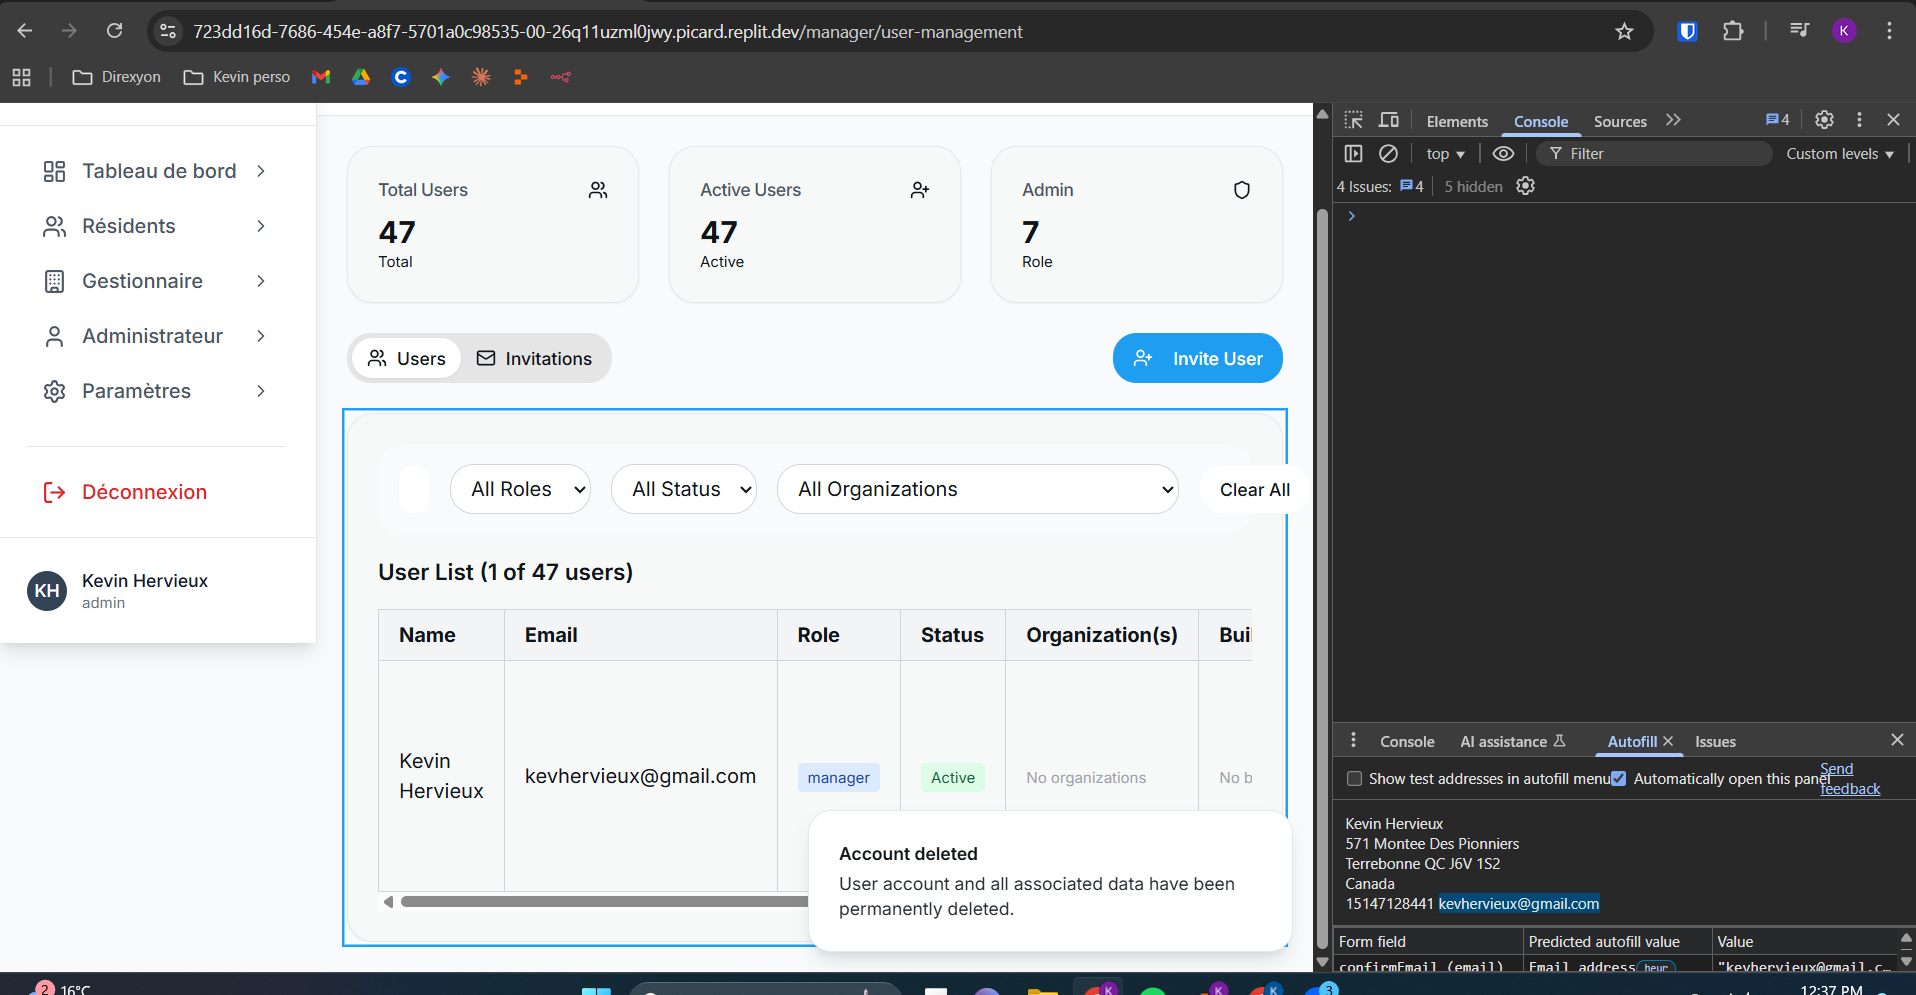 723dd16d-7686-454e-a8f7-5701a0c98535-00-26q11uzml0jwy.picard.replit.dev/manager/user-management
K
Direxyon
Kevin perso
Tableau de bord
Résidents
Gestionnaire
Administrateur
Paramètres
Déconnexion
KH
Kevin Hervieux
admin
Total Users
47
Total
Active Users
47
Active
Admin
7
Role
Users
Invitations
Invite User
All Roles
All Status
All Organizations
Clear All
User List (1 of 47 users)
Name Email Role Status Organization(s) Bui
Kevin
Hervieux
kevhervieux@gmail.com
manager
Active
No organizations
No b
Account deleted
User account and all associated data have been
permanently deleted.
Elements Console Sources 4
top Filter Custom levels
4 Issues: 4 5 hidden
Console AI assistance Autofill Issues
Show test addresses in autofill menu Automatically open this panel
Send
feedback
Kevin Hervieux
571 Montee Des Pionniers
Terrebonne QC J6V 1S2
Canada
15147128441 kevhervieux@gmail.com
Form field Predicted autofill value Value
confirmEmail (email) Email address heur "kevhervieux@gmail.c…
2 16°C
K
K
K
3
12:37 PM